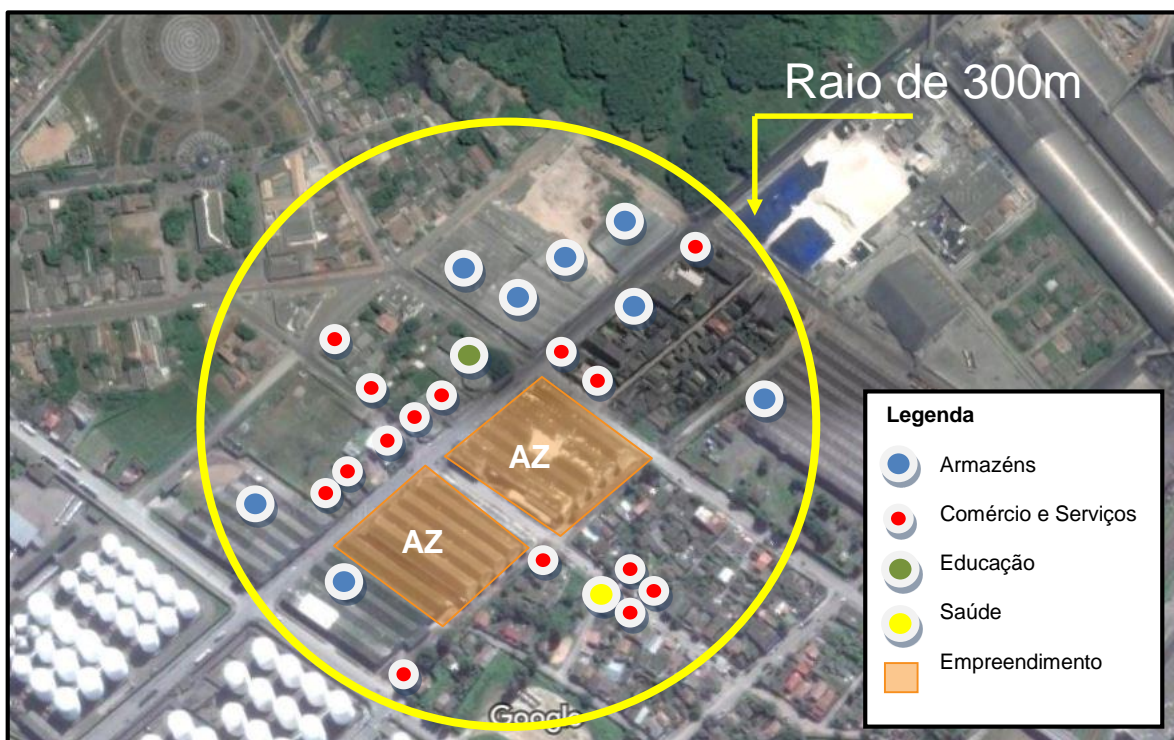 Raio de 300m
AZ
AZ
Legenda
Armazéns
Comércio e Serviços
Educação
Saúde
Empreendimento
Google